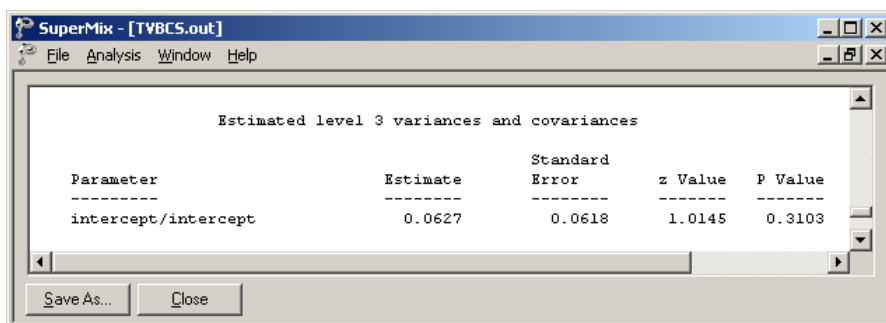 SuperMix - [TVBCS.out]
File Analysis Window Help
Estimated level 3 variances and covariances
Standard
Parameter Estimate Error z Value P Value
--------- -------- -------- ------- -------
intercept/intercept 0.0627 0.0618 1.0145 0.3103
Save As... Close